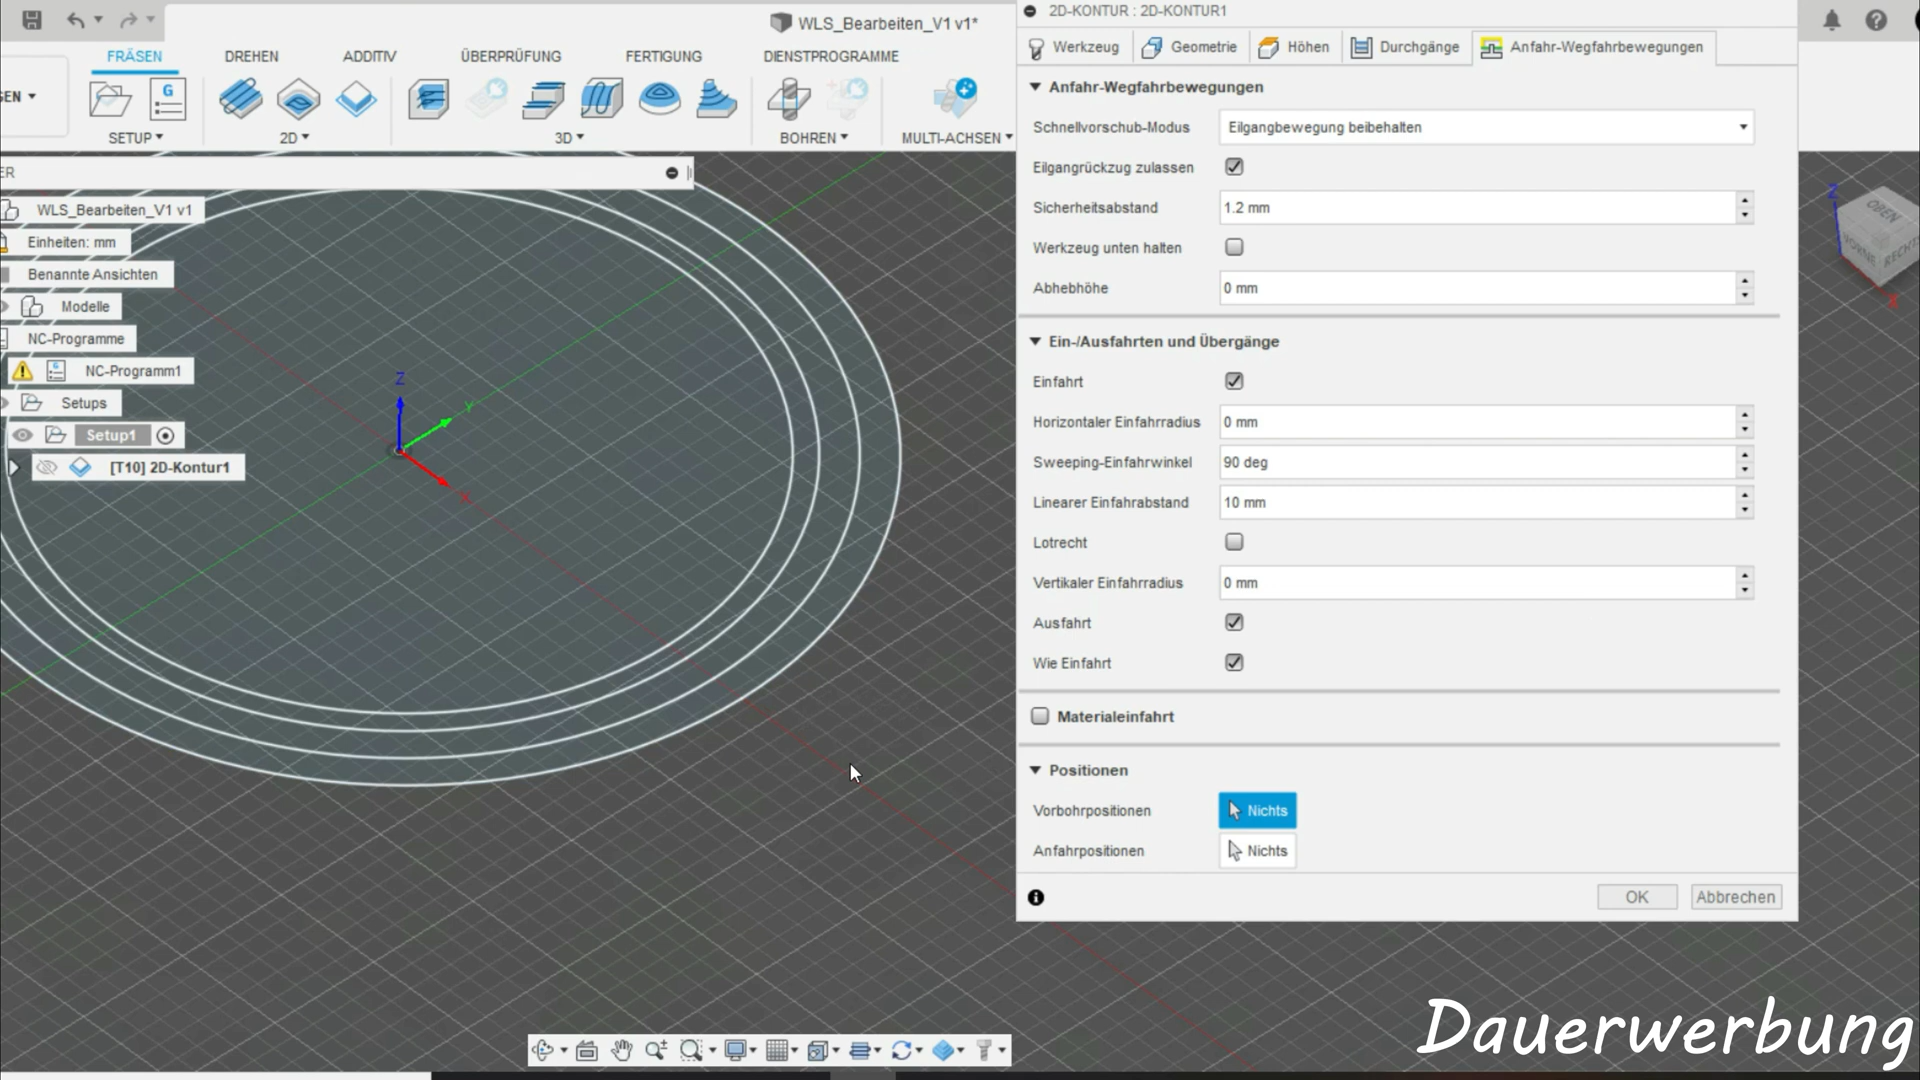 WLS_Bearbeiten_V1 v1*
FRÄSEN DREHEN ADDITIV ÜBERPRÜFUNG FERTIGUNG DIENSTPROGRAMME
GEN
G
SETUP 2D 3D BOHREN MULTI-ACHSEN
ER
WLS_Bearbeiten_V1 v1
Einheiten: mm
Benannte Ansichten
Modelle
NC-Programme
NC-Programm1
Setups
Setup1
[T10] 2D-Kontur1
Z
Y
X
2D-KONTUR : 2D-KONTUR1
Werkzeug Geometrie Höhen Durchgänge Anfahr-Wegfahrbewegungen
Anfahr-Wegfahrbewegungen
Schnellvorschub-Modus Eilgangbewegung beibehalten
Eilgangrückzug zulassen
Sicherheitsabstand 1.2 mm
Werkzeug unten halten
Abhebhöhe 0 mm
Ein-/Ausfahrten und Übergänge
Einfahrt
Horizontaler Einfahrradius 0 mm
Sweeping-Einfahrwinkel 90 deg
Linearer Einfahrabstand 10 mm
Lotrecht
Vertikaler Einfahrradius 0 mm
Ausfahrt
Wie Einfahrt
Materialeinfahrt
Positionen
Vorbohrpositionen Nichts
Anfahrpositionen Nichts
OK Abbrechen
Z
OBEN
VORNE RECHTS
X
Dauerwerbung